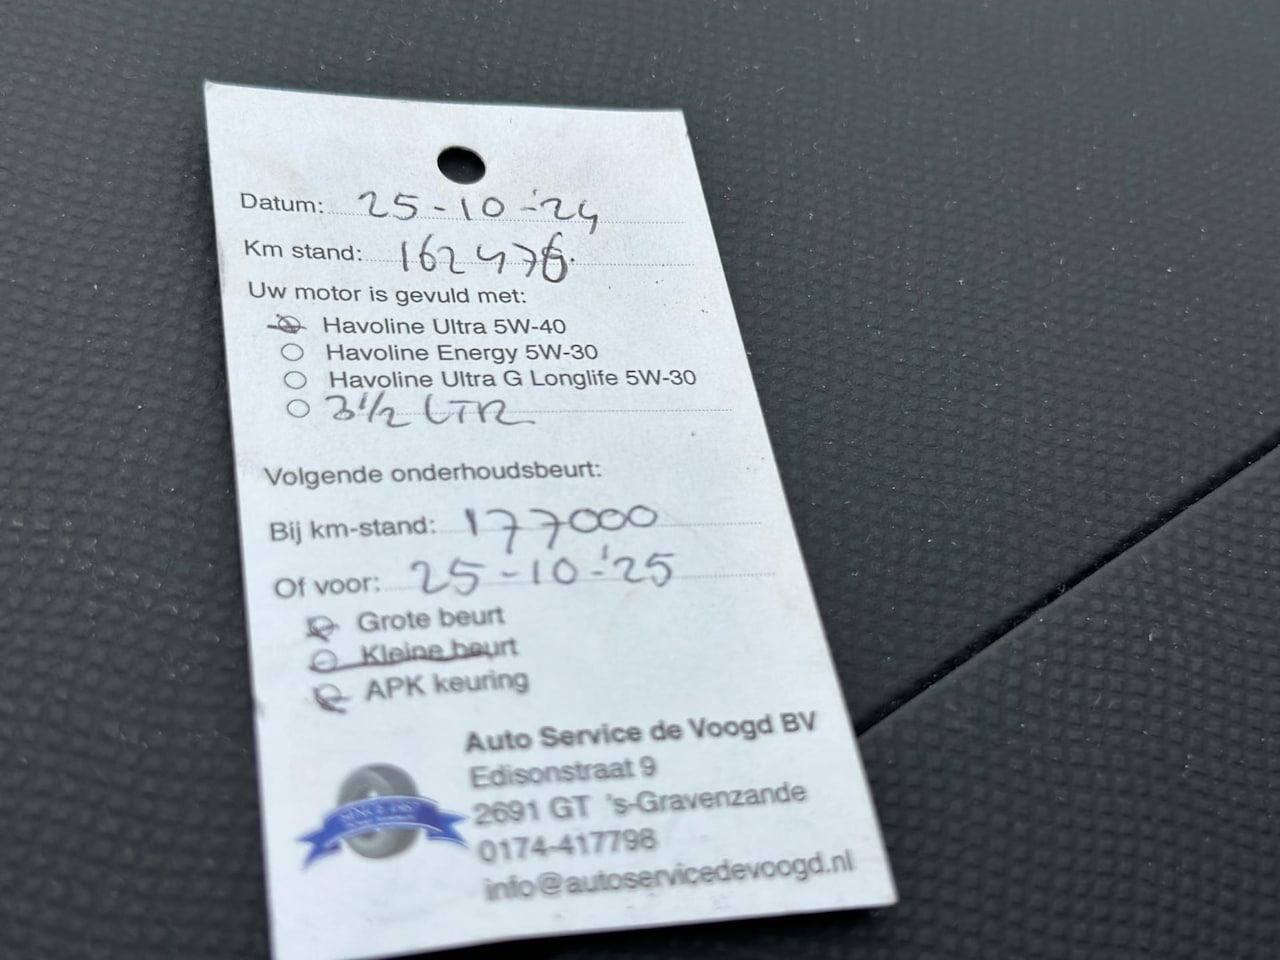 Datum: 25-10-'24
Km stand: 162476
Uw motor is gevuld met:
Havoline Ultra 5W-40
Havoline Energy 5W-30
Havoline Ultra G Longlife 5W-30
3 1/2 LTR
Volgende onderhoudsbeurt:
Bij km-stand: 177000
Of voor: 25-10-'25
Grote beurt
Kleine beurt
APK keuring
Auto Service de Voogd BV
Edisonstraat 9
2691 GT 's-Gravenzande
0174-417798
info@autoservicedevoogd.nl